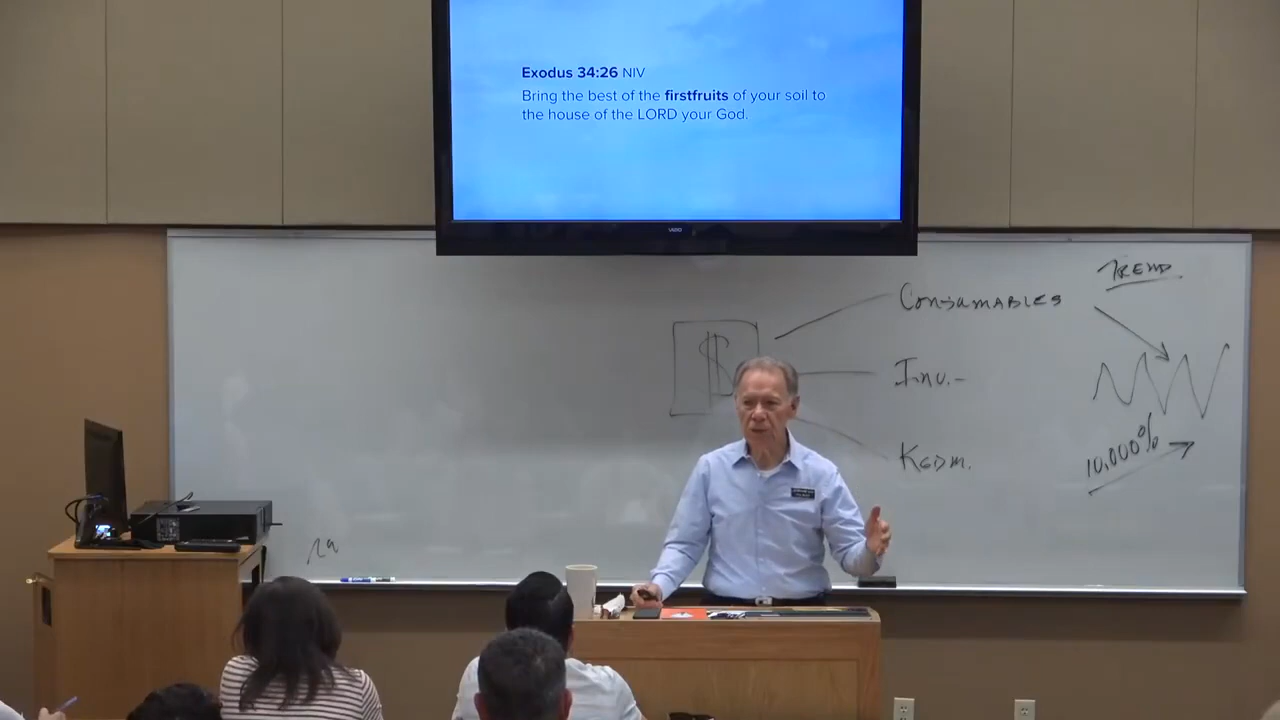 Exodus 34:26 NIV
Bring the best of the firstfruits of your soil to
the house of the LORD your God.
VIZIO
TREND
CONSUMABLES
$
INV.-
10,000%